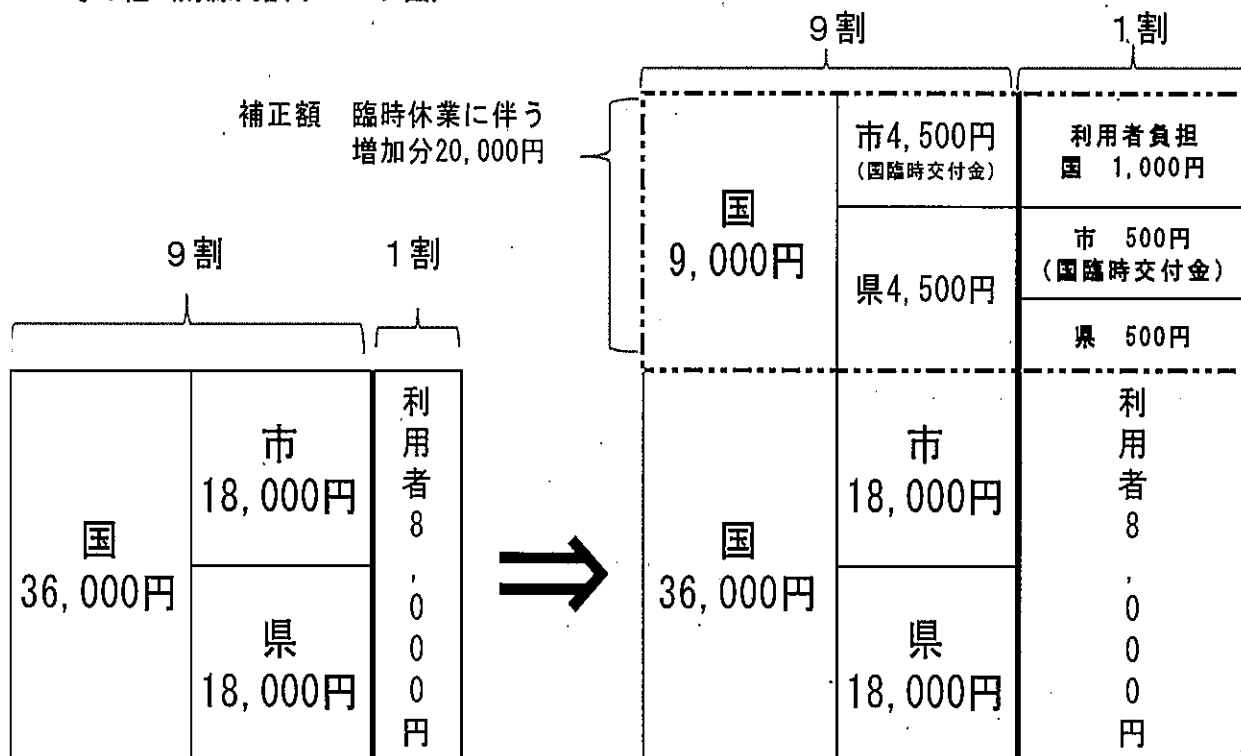 9割
1割
補正額 臨時休業に伴う
増加分20,000円
国
9,000円
市4,500円
(国臨時交付金)
県4,500円
利用者負担
国 1,000円
市 500円
(国臨時交付金)
県 500円
9割
1割
国
36,000円
市
18,000円
県
18,000円
利用者8,000円
国
36,000円
市
18,000円
県
18,000円
利用者8,000円